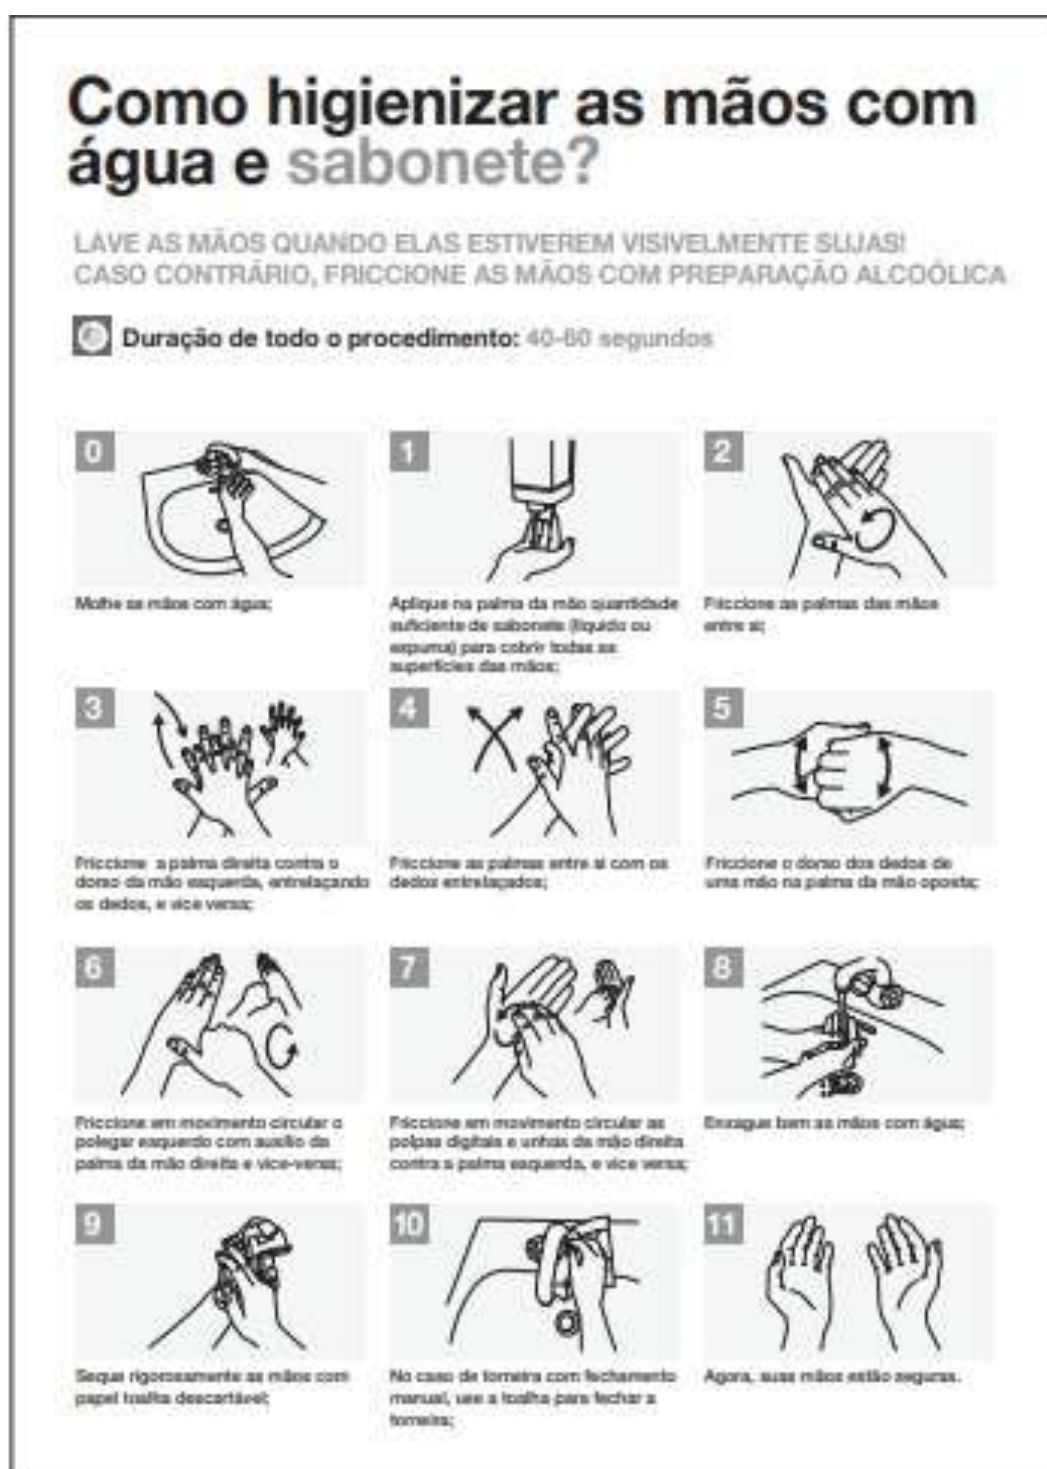 Como higienizar as mãos com
água e sabonete?
LAVE AS MÃOS QUANDO ELAS ESTIVEREM VISIVELMENTE SUJAS!
CASO CONTRÁRIO, FRICCIONE AS MÃOS COM PREPARAÇÃO ALCOÓLICA
Duração de todo o procedimento: 40-60 segundos
0
Molhe as mãos com água;
1
Aplique na palma da mão quantidade
suficiente de sabonete (líquido ou
espuma) para cobrir todas as
superfícies das mãos;
2
Friccione as palmas das mãos
entre si;
3
Friccione a palma direita contra o
dorso da mão esquerda, entrelaçando
os dedos, e vice versa;
4
Friccione as palmas entre si com os
dedos entrelaçados;
5
Friccione o dorso dos dedos de
uma mão na palma da mão oposta;
6
Friccione em movimento circular o
polegar esquerdo com auxílio da
palma da mão direita e vice-versa;
7
Friccione em movimento circular as
polpas digitais e unhas da mão direita
contra a palma esquerda, e vice versa;
8
Enxague bem as mãos com água;
9
Seque rigorosamente as mãos com
papel toalha descartável;
10
No caso de torneira com fechamento
manual, use a toalha para fechar a
torneira;
11
Agora, suas mãos estão seguras.